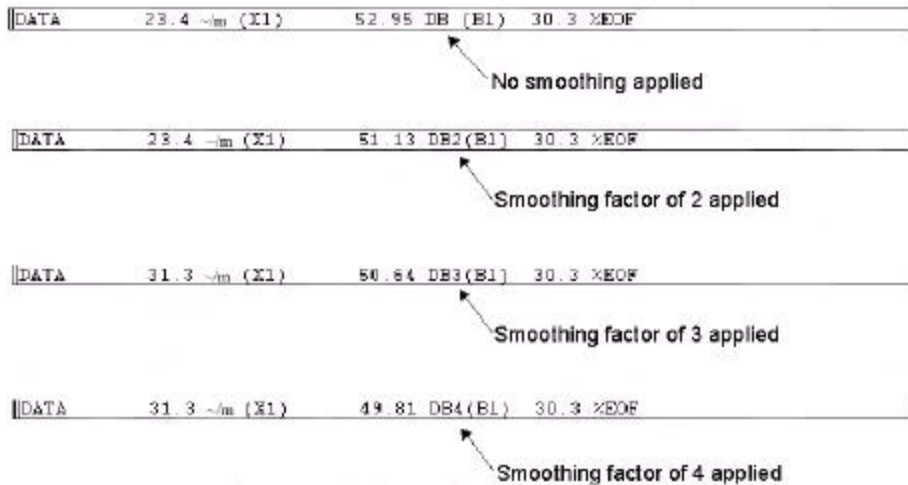 DATA 23.4 ~/m (X1) 52.95 DB (B1) 30.3 %EOF
No smoothing applied
DATA 23.4 ~/m (X1) 51.13 DB2(B1) 30.3 %EOF
Smoothing factor of 2 applied
DATA 31.3 ~/m (X1) 50.64 DB3(B1) 30.3 %EOF
Smoothing factor of 3 applied
DATA 31.3 ~/m (X1) 49.81 DB4(B1) 30.3 %EOF
Smoothing factor of 4 applied